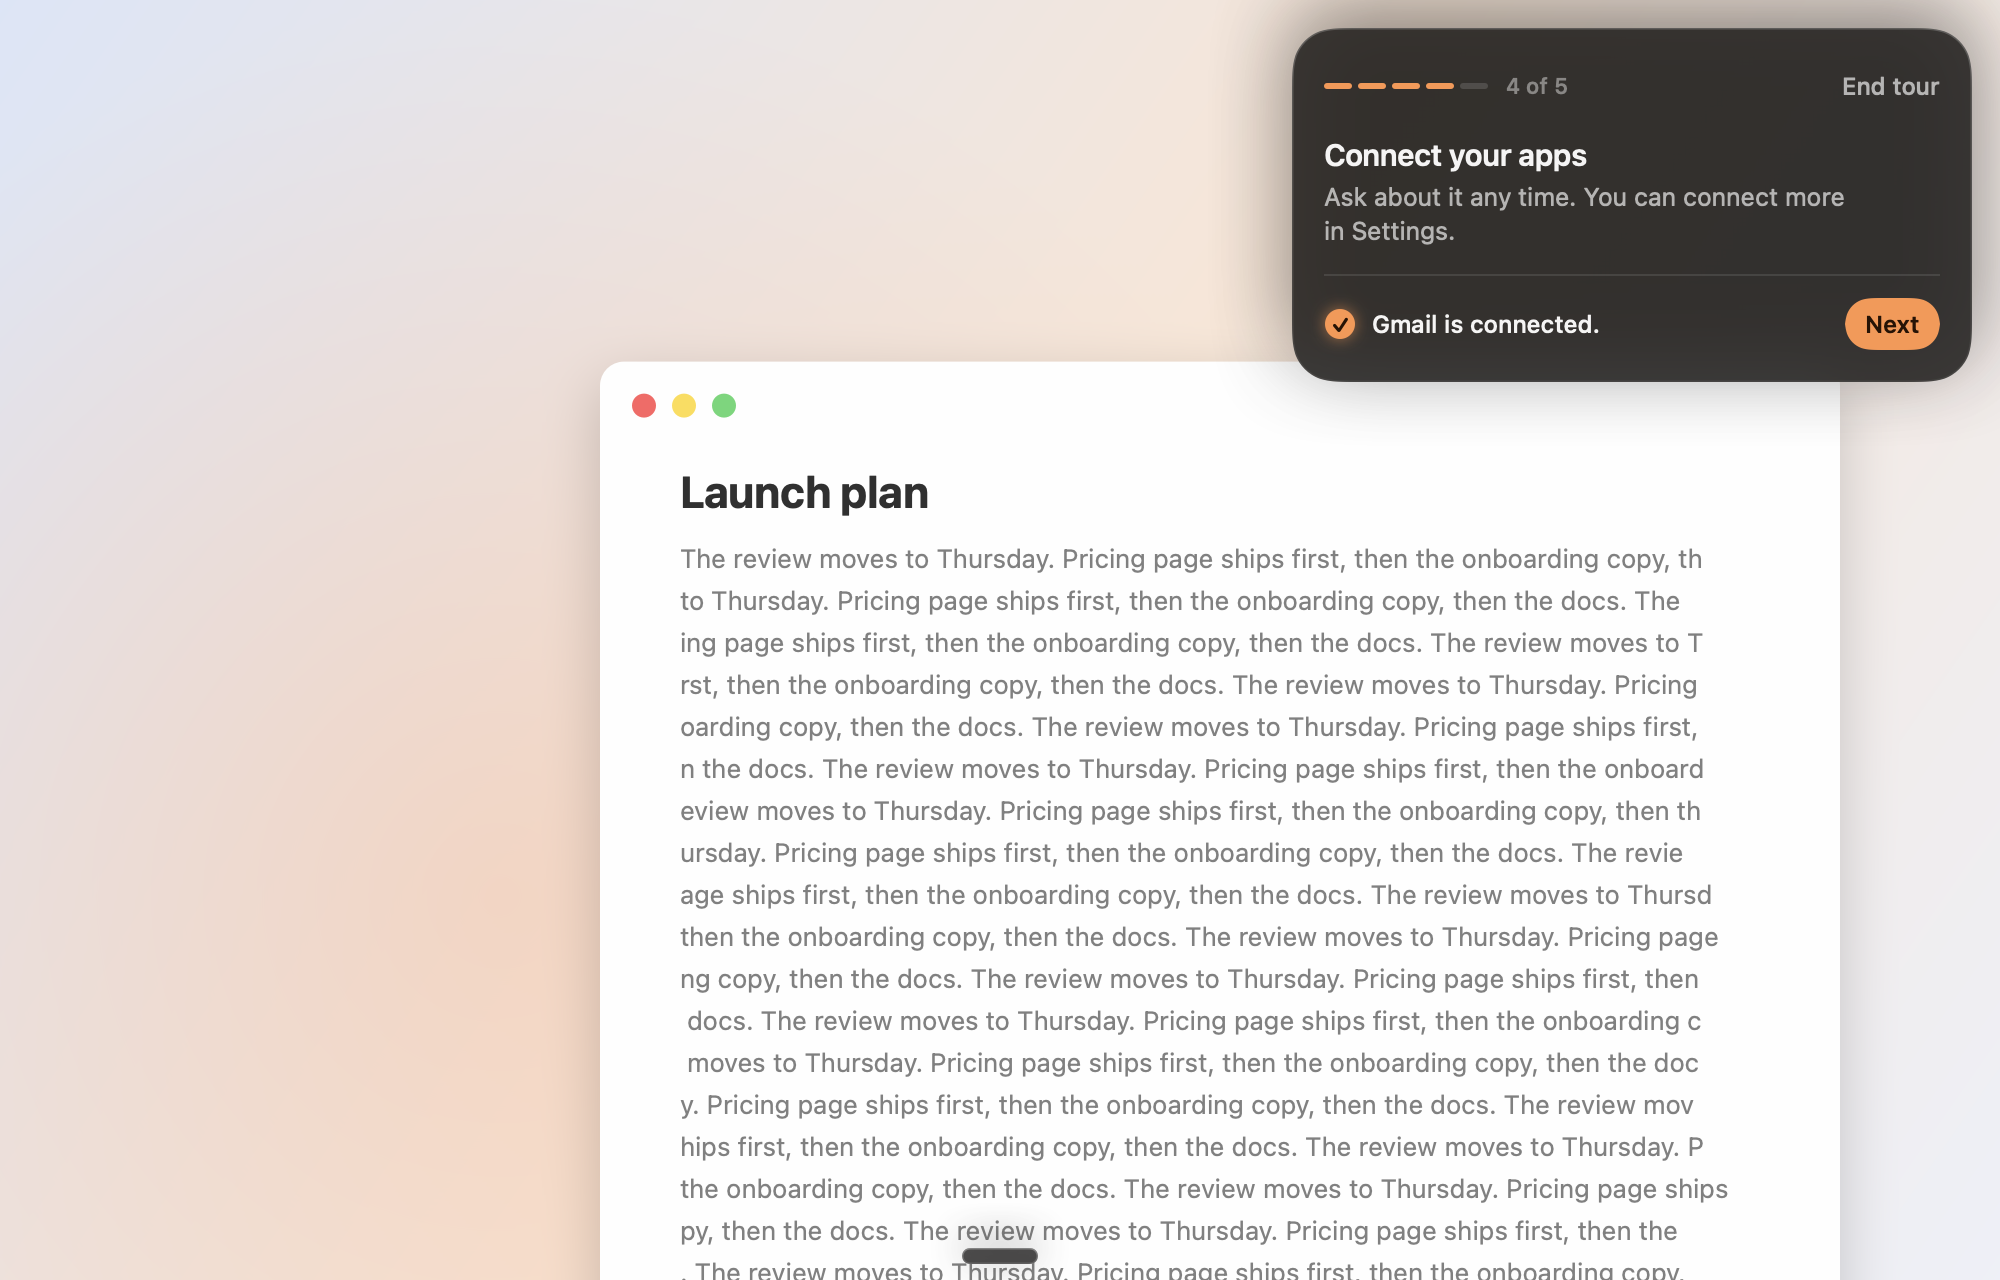 4 of 5
End tour
Connect your apps
Ask about it any time. You can connect more
in Settings.
Gmail is connected.
Next
Launch plan
The review moves to Thursday. Pricing page ships first, then the onboarding copy, th
to Thursday. Pricing page ships first, then the onboarding copy, then the docs. The
ing page ships first, then the onboarding copy, then the docs. The review moves to T
rst, then the onboarding copy, then the docs. The review moves to Thursday. Pricing
oarding copy, then the docs. The review moves to Thursday. Pricing page ships first,
n the docs. The review moves to Thursday. Pricing page ships first, then the onboard
eview moves to Thursday. Pricing page ships first, then the onboarding copy, then th
ursday. Pricing page ships first, then the onboarding copy, then the docs. The revie
age ships first, then the onboarding copy, then the docs. The review moves to Thursd
then the onboarding copy, then the docs. The review moves to Thursday. Pricing page
ng copy, then the docs. The review moves to Thursday. Pricing page ships first, then
docs. The review moves to Thursday. Pricing page ships first, then the onboarding c
moves to Thursday. Pricing page ships first, then the onboarding copy, then the doc
y. Pricing page ships first, then the onboarding copy, then the docs. The review mov
hips first, then the onboarding copy, then the docs. The review moves to Thursday. P
the onboarding copy, then the docs. The review moves to Thursday. Pricing page ships
py, then the docs. The review moves to Thursday. Pricing page ships first, then the
. The review moves to Thursday. Pricing page ships first, then the onboarding copy,